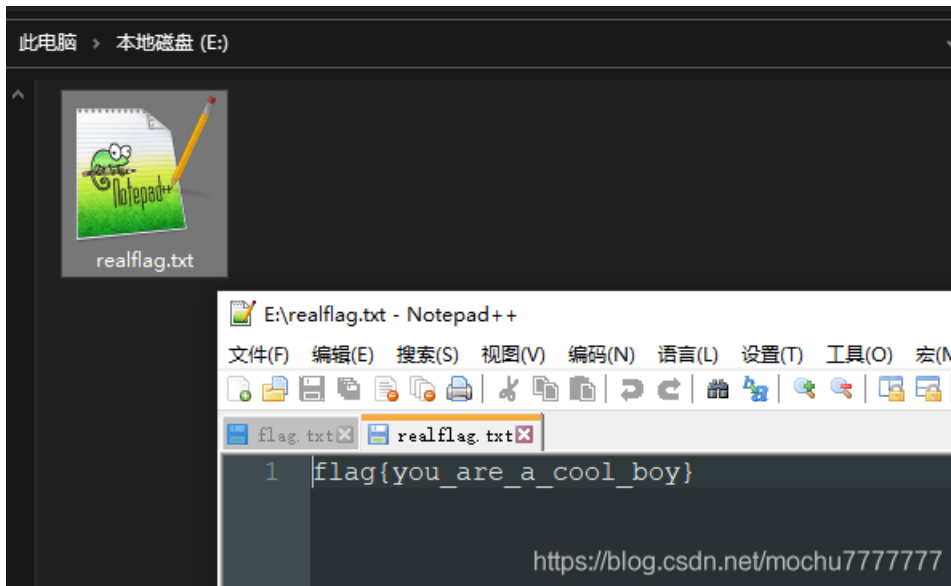 此电脑 > 本地磁盘 (E:)
Notepad++
realflag.txt
E:\realflag.txt - Notepad++
文件(F) 编辑(E) 搜索(S) 视图(V) 编码(N) 语言(L) 设置(T) 工具(O) 宏(M
flag.txt realflag.txt
1 flag{you_are_a_cool_boy}
https://blog.csdn.net/mochu7777777